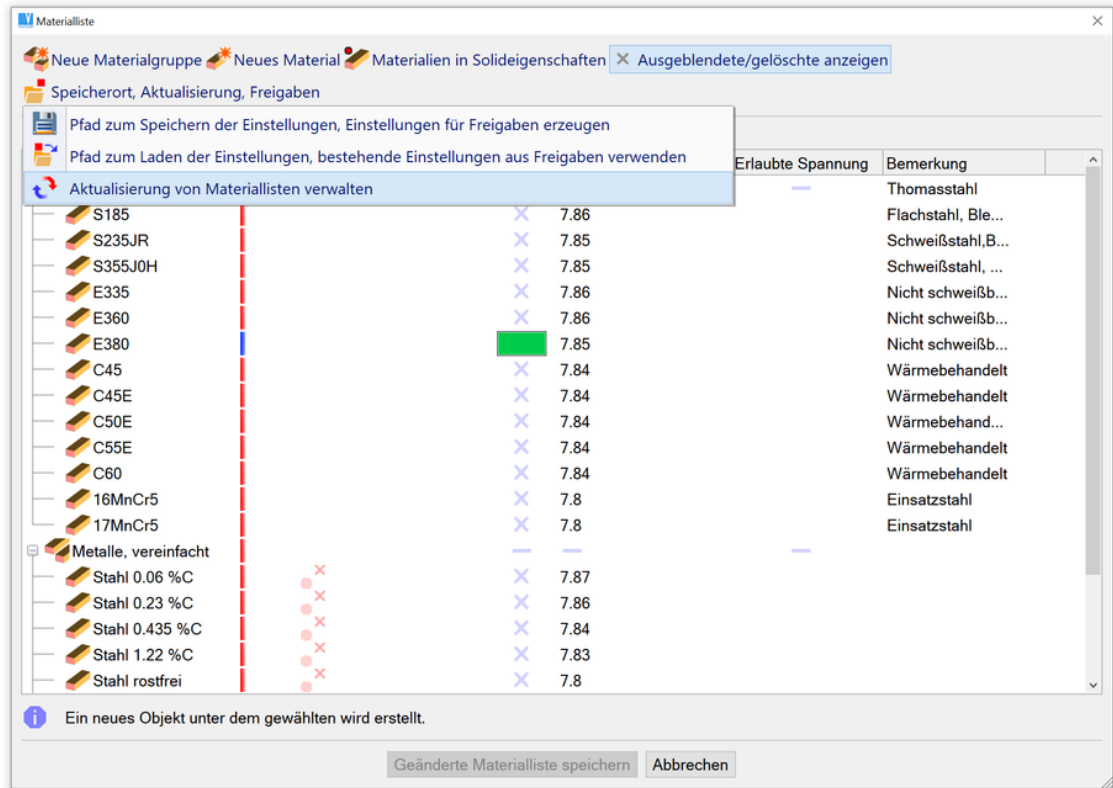 Materialliste
Neue Materialgruppe Neues Material Materialien in Solideigenschaften Ausgeblendete/gelöschte anzeigen
Speicherort, Aktualisierung, Freigaben
Pfad zum Speichern der Einstellungen, Einstellungen für Freigaben erzeugen
Pfad zum Laden der Einstellungen, bestehende Einstellungen aus Freigaben verwenden
Aktualisierung von Materiallisten verwalten
Erlaubte Spannung Bemerkung
Thomasstahl
S185 7.86 Flachstahl, Ble...
S235JR 7.85 Schweißstahl,B...
S355J0H 7.85 Schweißstahl, ...
E335 7.86 Nicht schweißb...
E360 7.86 Nicht schweißb...
E380 7.85 Nicht schweißb...
C45 7.84 Wärmebehandelt
C45E 7.84 Wärmebehandelt
C50E 7.84 Wärmebehand...
C55E 7.84 Wärmebehandelt
C60 7.84 Wärmebehandelt
16MnCr5 7.8 Einsatzstahl
17MnCr5 7.8 Einsatzstahl
Metalle, vereinfacht
Stahl 0.06 %C 7.87
Stahl 0.23 %C 7.86
Stahl 0.435 %C 7.84
Stahl 1.22 %C 7.83
Stahl rostfrei 7.8
Ein neues Objekt unter dem gewählten wird erstellt.
Geänderte Materialliste speichern Abbrechen